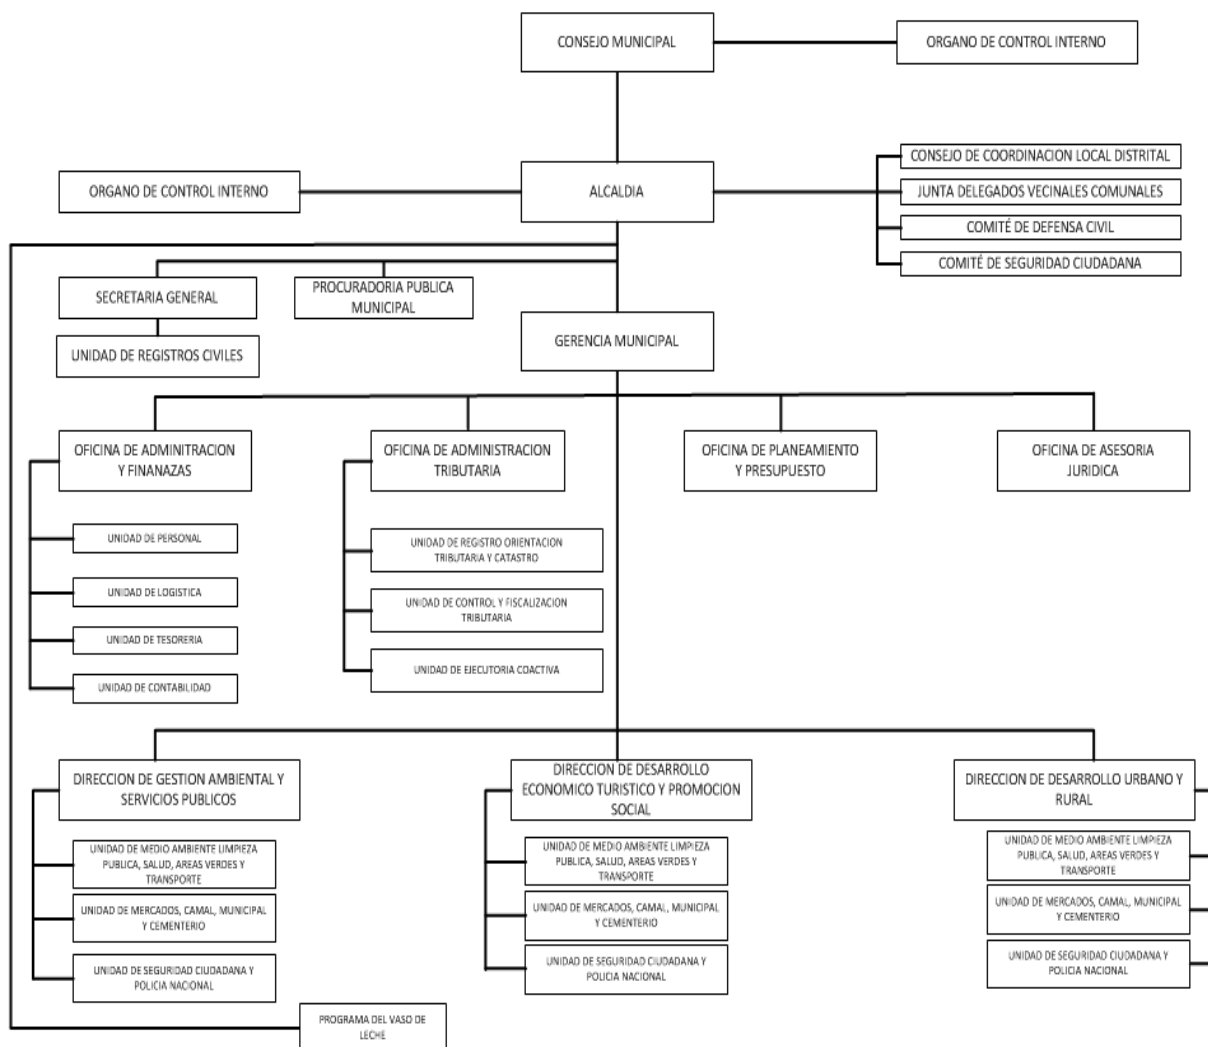 CONSEJO MUNICIPAL
ORGANO DE CONTROL INTERNO
CONSEJO DE COORDINACION LOCAL DISTRITAL
ORGANO DE CONTROL INTERNO
ALCALDIA
JUNTA DELEGADOS VECINALES COMUNALES
COMITÉ DE DEFENSA CIVIL
COMITÉ DE SEGURIDAD CIUDADANA
SECRETARIA GENERAL
PROCURADORIA PUBLICA
MUNICIPAL
GERENCIA MUNICIPAL
UNIDAD DE REGISTROS CIVILES
OFICINA DE ADMINITRACION
Y FINANAZAS
OFICINA DE ADMINISTRACION
TRIBUTARIA
OFICINA DE PLANEAMIENTO
Y PRESUPUESTO
OFICINA DE ASESORIA
JURIDICA
UNIDAD DE PERSONAL
UNIDAD DE LOGISTICA
UNIDAD DE TESORERIA
UNIDAD DE CONTABILIDAD
UNIDAD DE REGISTRO ORIENTACION
TRIBUTARIA Y CATASTRO
UNIDAD DE CONTROL Y FISCALIZACION
TRIBUTARIA
UNIDAD DE EJECUTORIA COACTIVA
DIRECCION DE GESTION AMBIENTAL Y
SERVICIOS PUBLICOS
UNIDAD DE MEDIO AMBIENTE LIMPIEZA
PUBLICA, SALUD, AREAS VERDES Y
TRANSPORTE
UNIDAD DE MERCADOS, CAMAL, MUNICIPAL
Y CEMENTERIO
UNIDAD DE SEGURIDAD CIUDADANA Y
POLICIA NACIONAL
DIRECCION DE DESARROLLO
ECONOMICO TURISTICO Y PROMOCION
SOCIAL
UNIDAD DE MEDIO AMBIENTE LIMPIEZA
PUBLICA, SALUD, AREAS VERDES Y
TRANSPORTE
UNIDAD DE MERCADOS, CAMAL, MUNICIPAL
Y CEMENTERIO
UNIDAD DE SEGURIDAD CIUDADANA Y
POLICIA NACIONAL
DIRECCION DE DESARROLLO URBANO Y
RURAL
UNIDAD DE MEDIO AMBIENTE LIMPIEZA
PUBLICA, SALUD, AREAS VERDES Y
TRANSPORTE
UNIDAD DE MERCADOS, CAMAL, MUNICIPAL
Y CEMENTERIO
UNIDAD DE SEGURIDAD CIUDADANA Y
POLICIA NACIONAL
PROGRAMA DEL VASO DE
LECHE